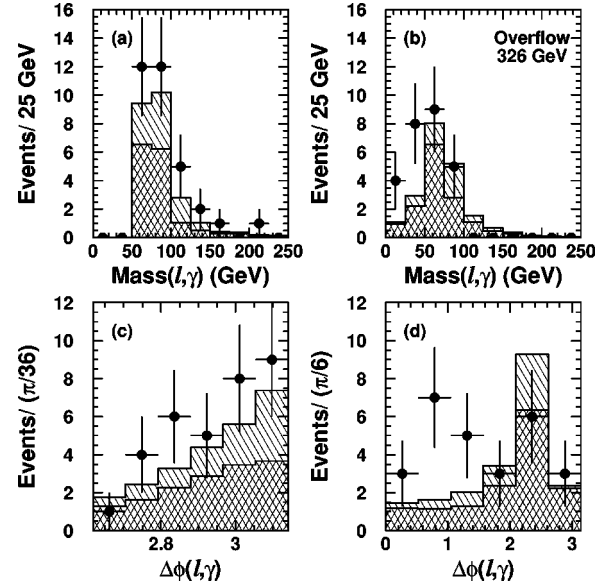 16
14
12
10
8
6
4
2
0
Events/ 25 GeV
(a)
0 50 100 150 200 250
Mass(l,γ) (GeV)
16
14
12
10
8
6
4
2
0
Events/ 25 GeV
(b)
Overflow
326 GeV
0 50 100 150 200 250
Mass(l,γ) (GeV)
12
10
8
6
4
2
0
Events/ (π/36)
(c)
2.8 3
Δϕ(l,γ)
12
10
8
6
4
2
0
Events/ (π/6)
(d)
0 1 2 3
Δϕ(l,γ)